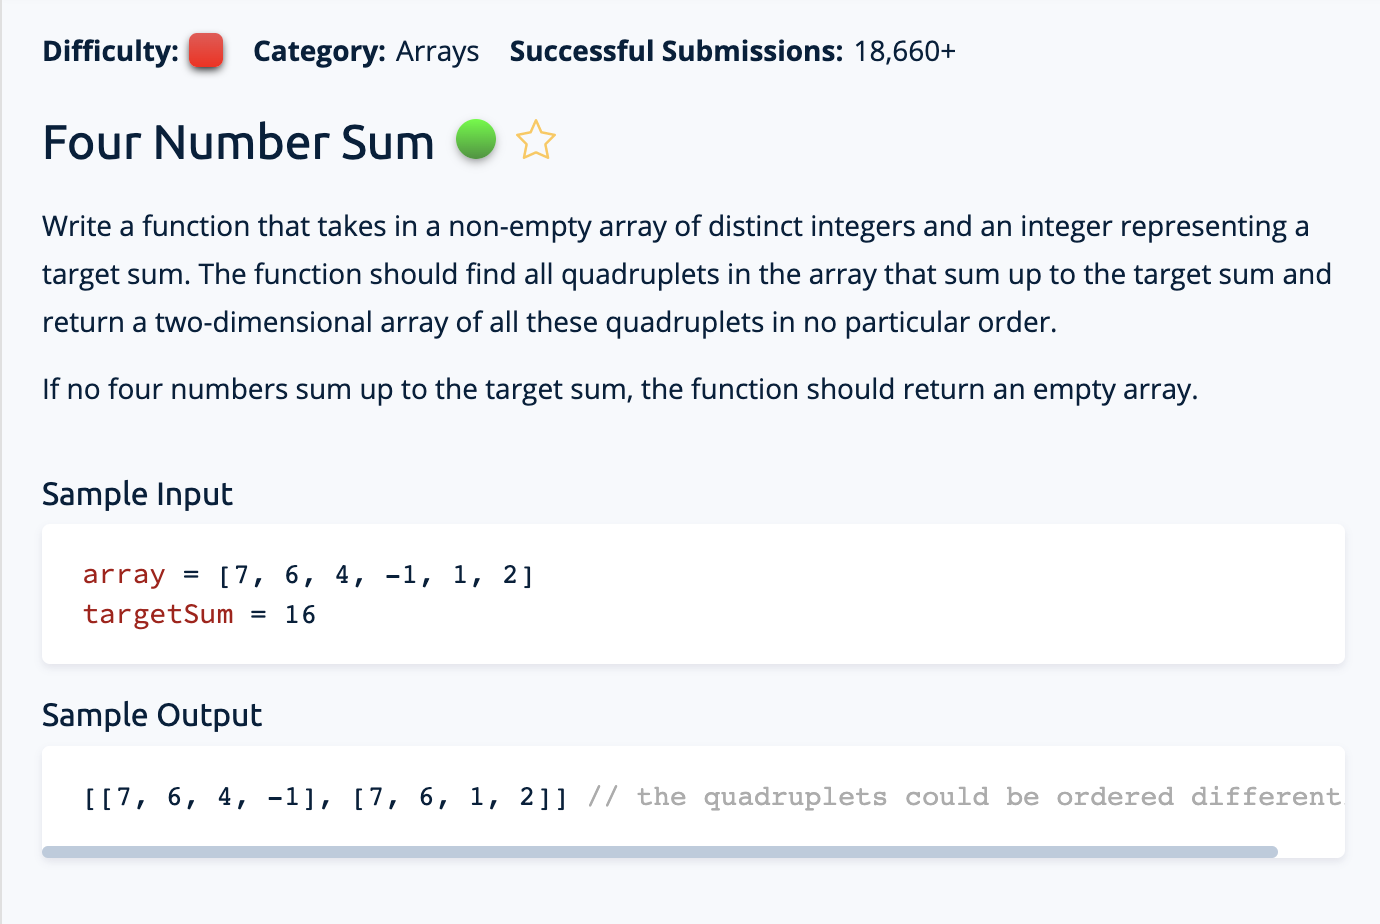 Difficulty: Category: Arrays Successful Submissions: 18,660+
Four Number Sum
Write a function that takes in a non-empty array of distinct integers and an integer representing a
target sum. The function should find all quadruplets in the array that sum up to the target sum and
return a two-dimensional array of all these quadruplets in no particular order.
If no four numbers sum up to the target sum, the function should return an empty array.
Sample Input
array = [7, 6, 4, -1, 1, 2]
targetSum = 16
Sample Output
[[7, 6, 4, -1], [7, 6, 1, 2]] // the quadruplets could be ordered different